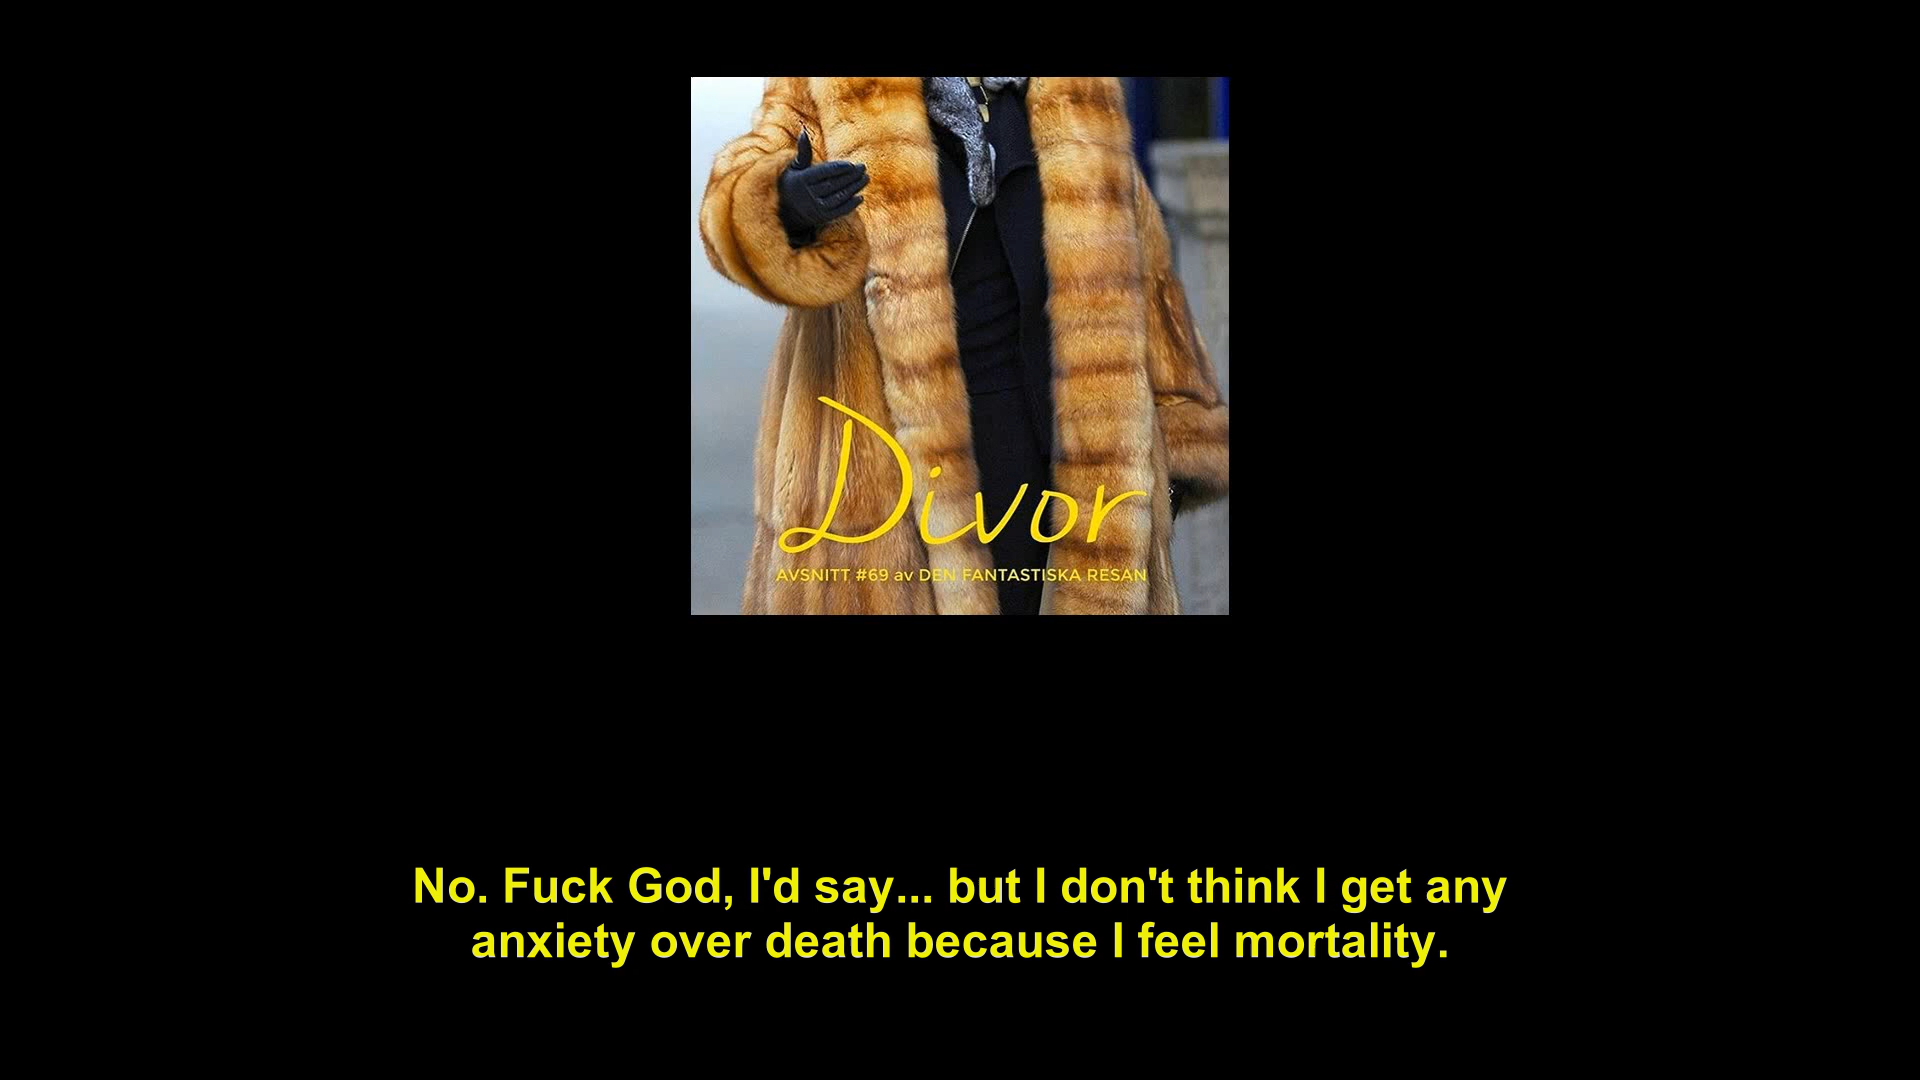 Divor
AVSNITT #69 av DEN FANTASTISKA RESAN
No. Fuck God, I'd say... but I don't think I get any
anxiety over death because I feel mortality.